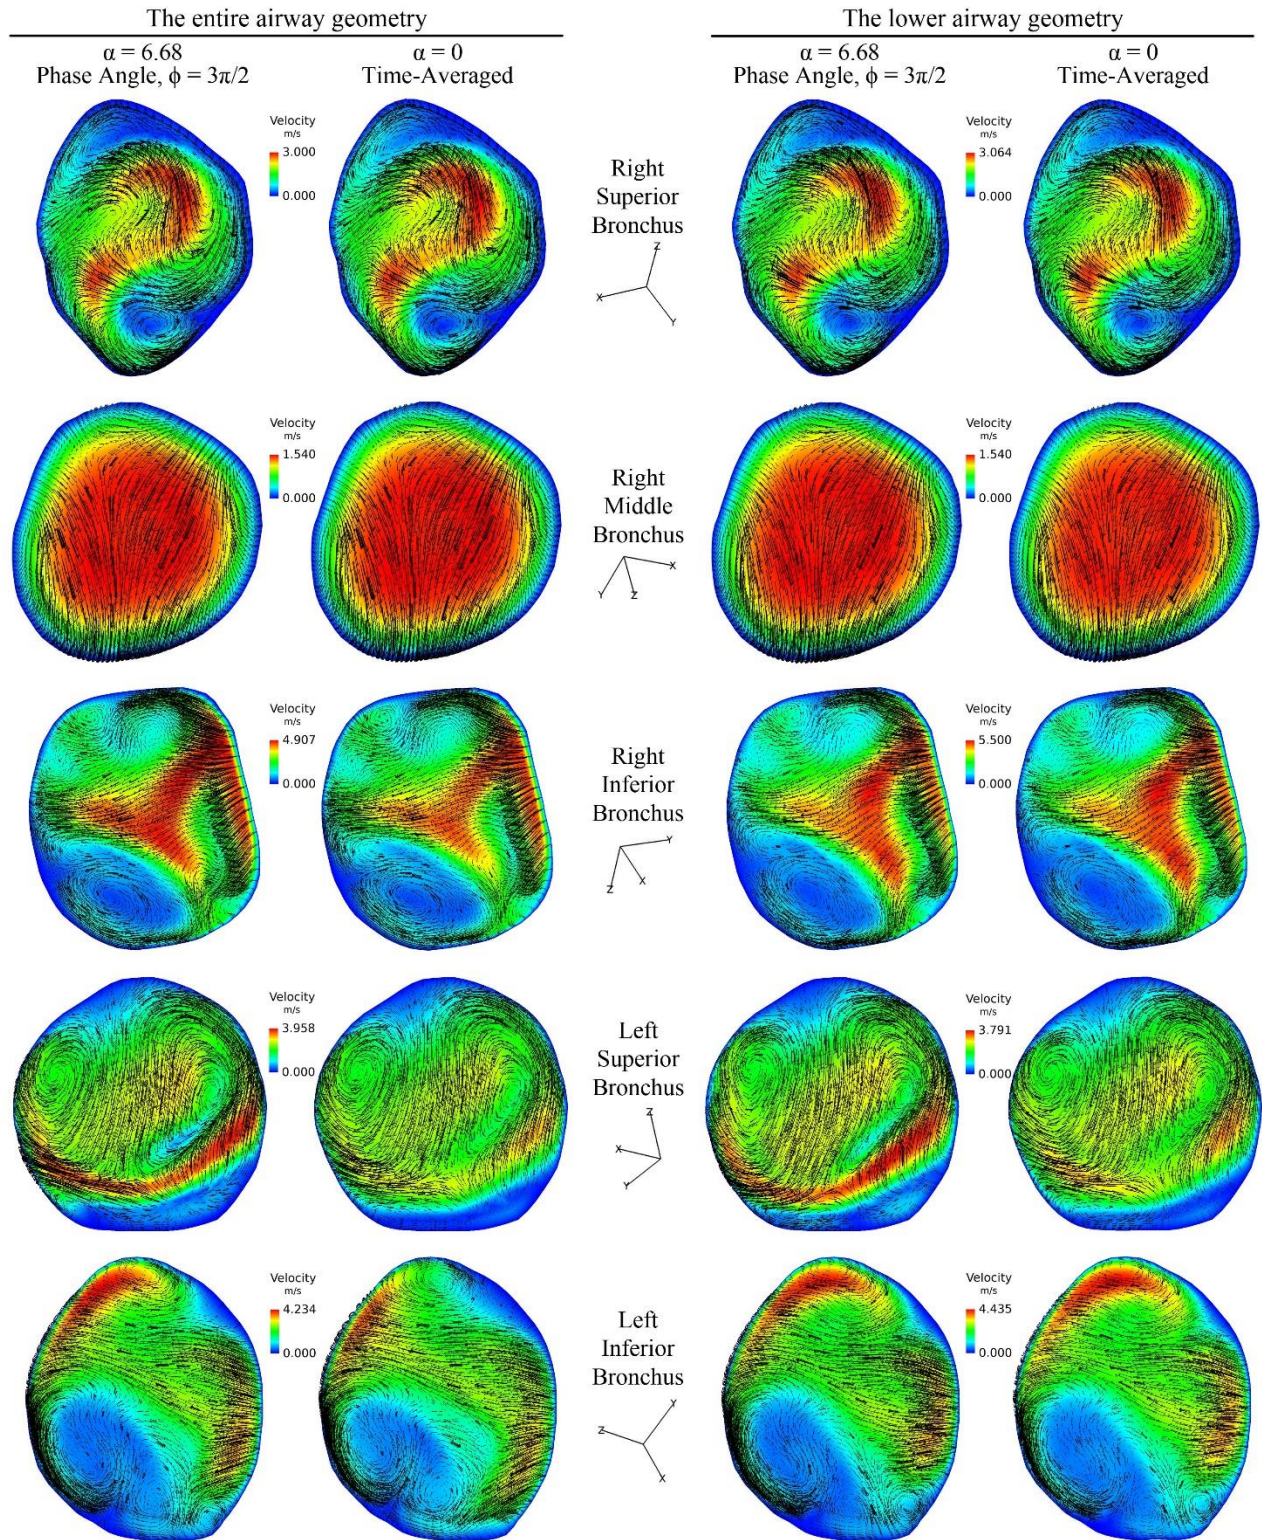 The entire airway geometry
The lower airway geometry
α = 6.68
Phase Angle, ϕ = 3π/2
α = 0
Time-Averaged
α = 6.68
Phase Angle, ϕ = 3π/2
α = 0
Time-Averaged
Velocity
m/s
3.000
0.000
Right
Superior
Bronchus
Z
X
Y
Velocity
m/s
3.064
0.000
Velocity
m/s
1.540
0.000
Right
Middle
Bronchus
X
Y
Z
Velocity
m/s
1.540
0.000
Velocity
m/s
4.907
0.000
Right
Inferior
Bronchus
Y
Z
X
Velocity
m/s
5.500
0.000
Velocity
m/s
3.958
0.000
Left
Superior
Bronchus
Z
X
Y
Velocity
m/s
3.791
0.000
Velocity
m/s
4.234
0.000
Left
Inferior
Bronchus
Y
Z
X
Velocity
m/s
4.435
0.000